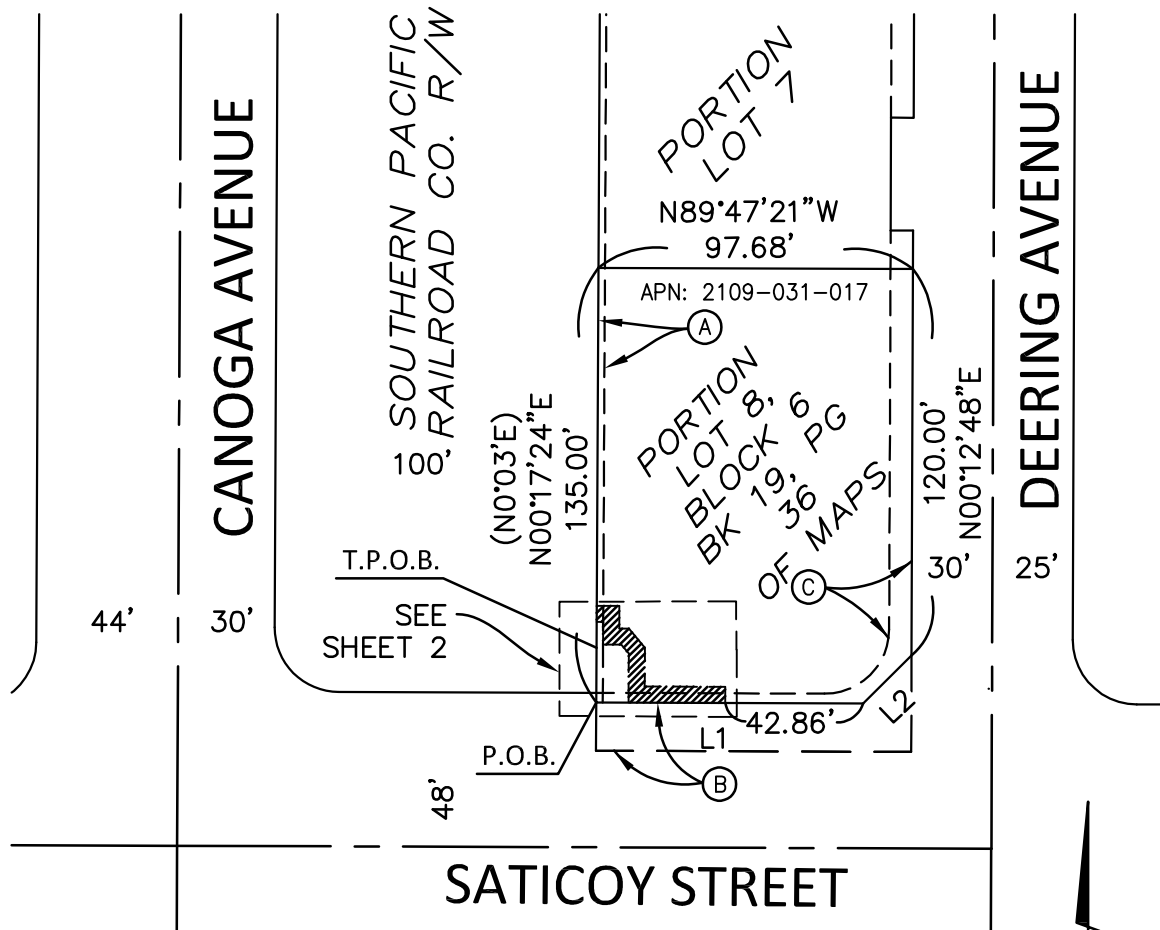 CANOGA AVENUE
SOUTHERN PACIFIC
RAILROAD CO. R/W
100'
PORTION
LOT 7
N89°47'21"W
97.68'
APN: 2109-031-017
A
DEERING AVENUE
(N0°03'E)
N00°17'24"E
135.00'
PORTION
LOT 8,
BLOCK 6
BK 19, PG
36
OF MAPS
120.00'
N00°12'48"E
T.P.O.B.
C
30'
25'
44'
30'
SEE
SHEET 2
42.86'
L2
L1
P.O.B.
B
48'
SATICOY STREET